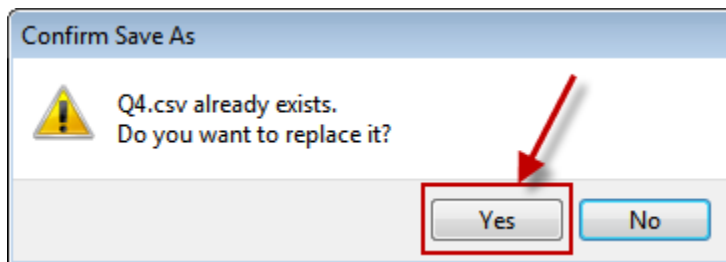 Confirm Save As
Q4.csv already exists.
Do you want to replace it?
Yes
No